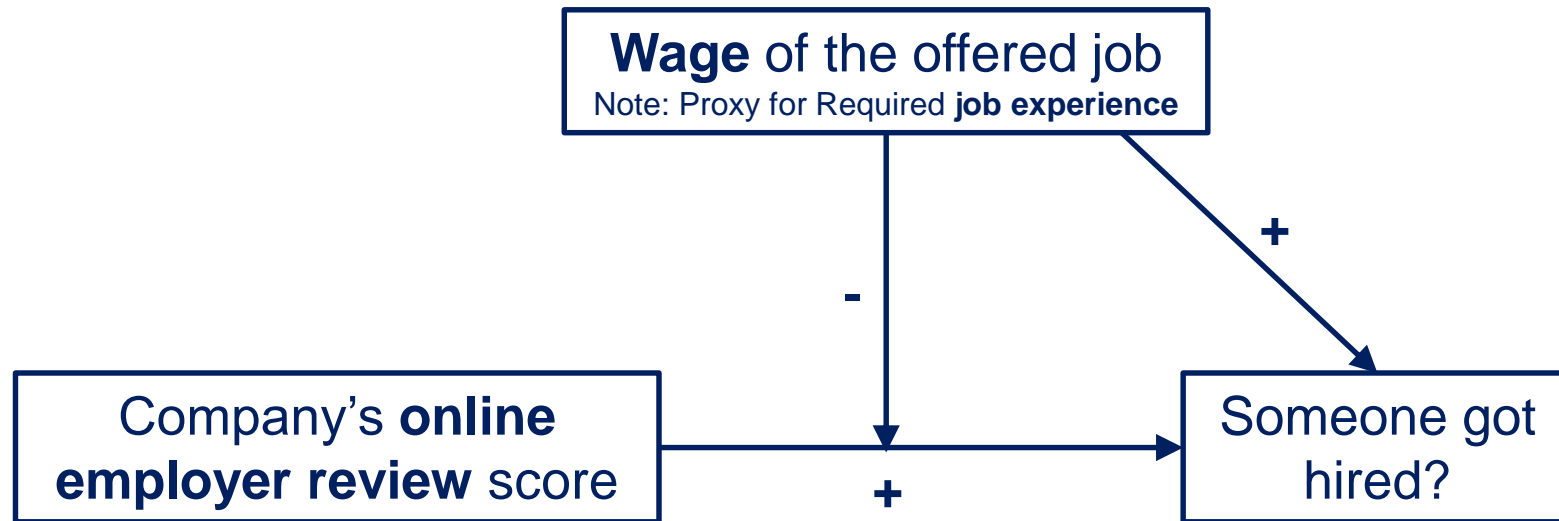 Wage of the offered job
Note: Proxy for Required job experience
+
-
Company’s online
employer review score
+
Someone got
hired?